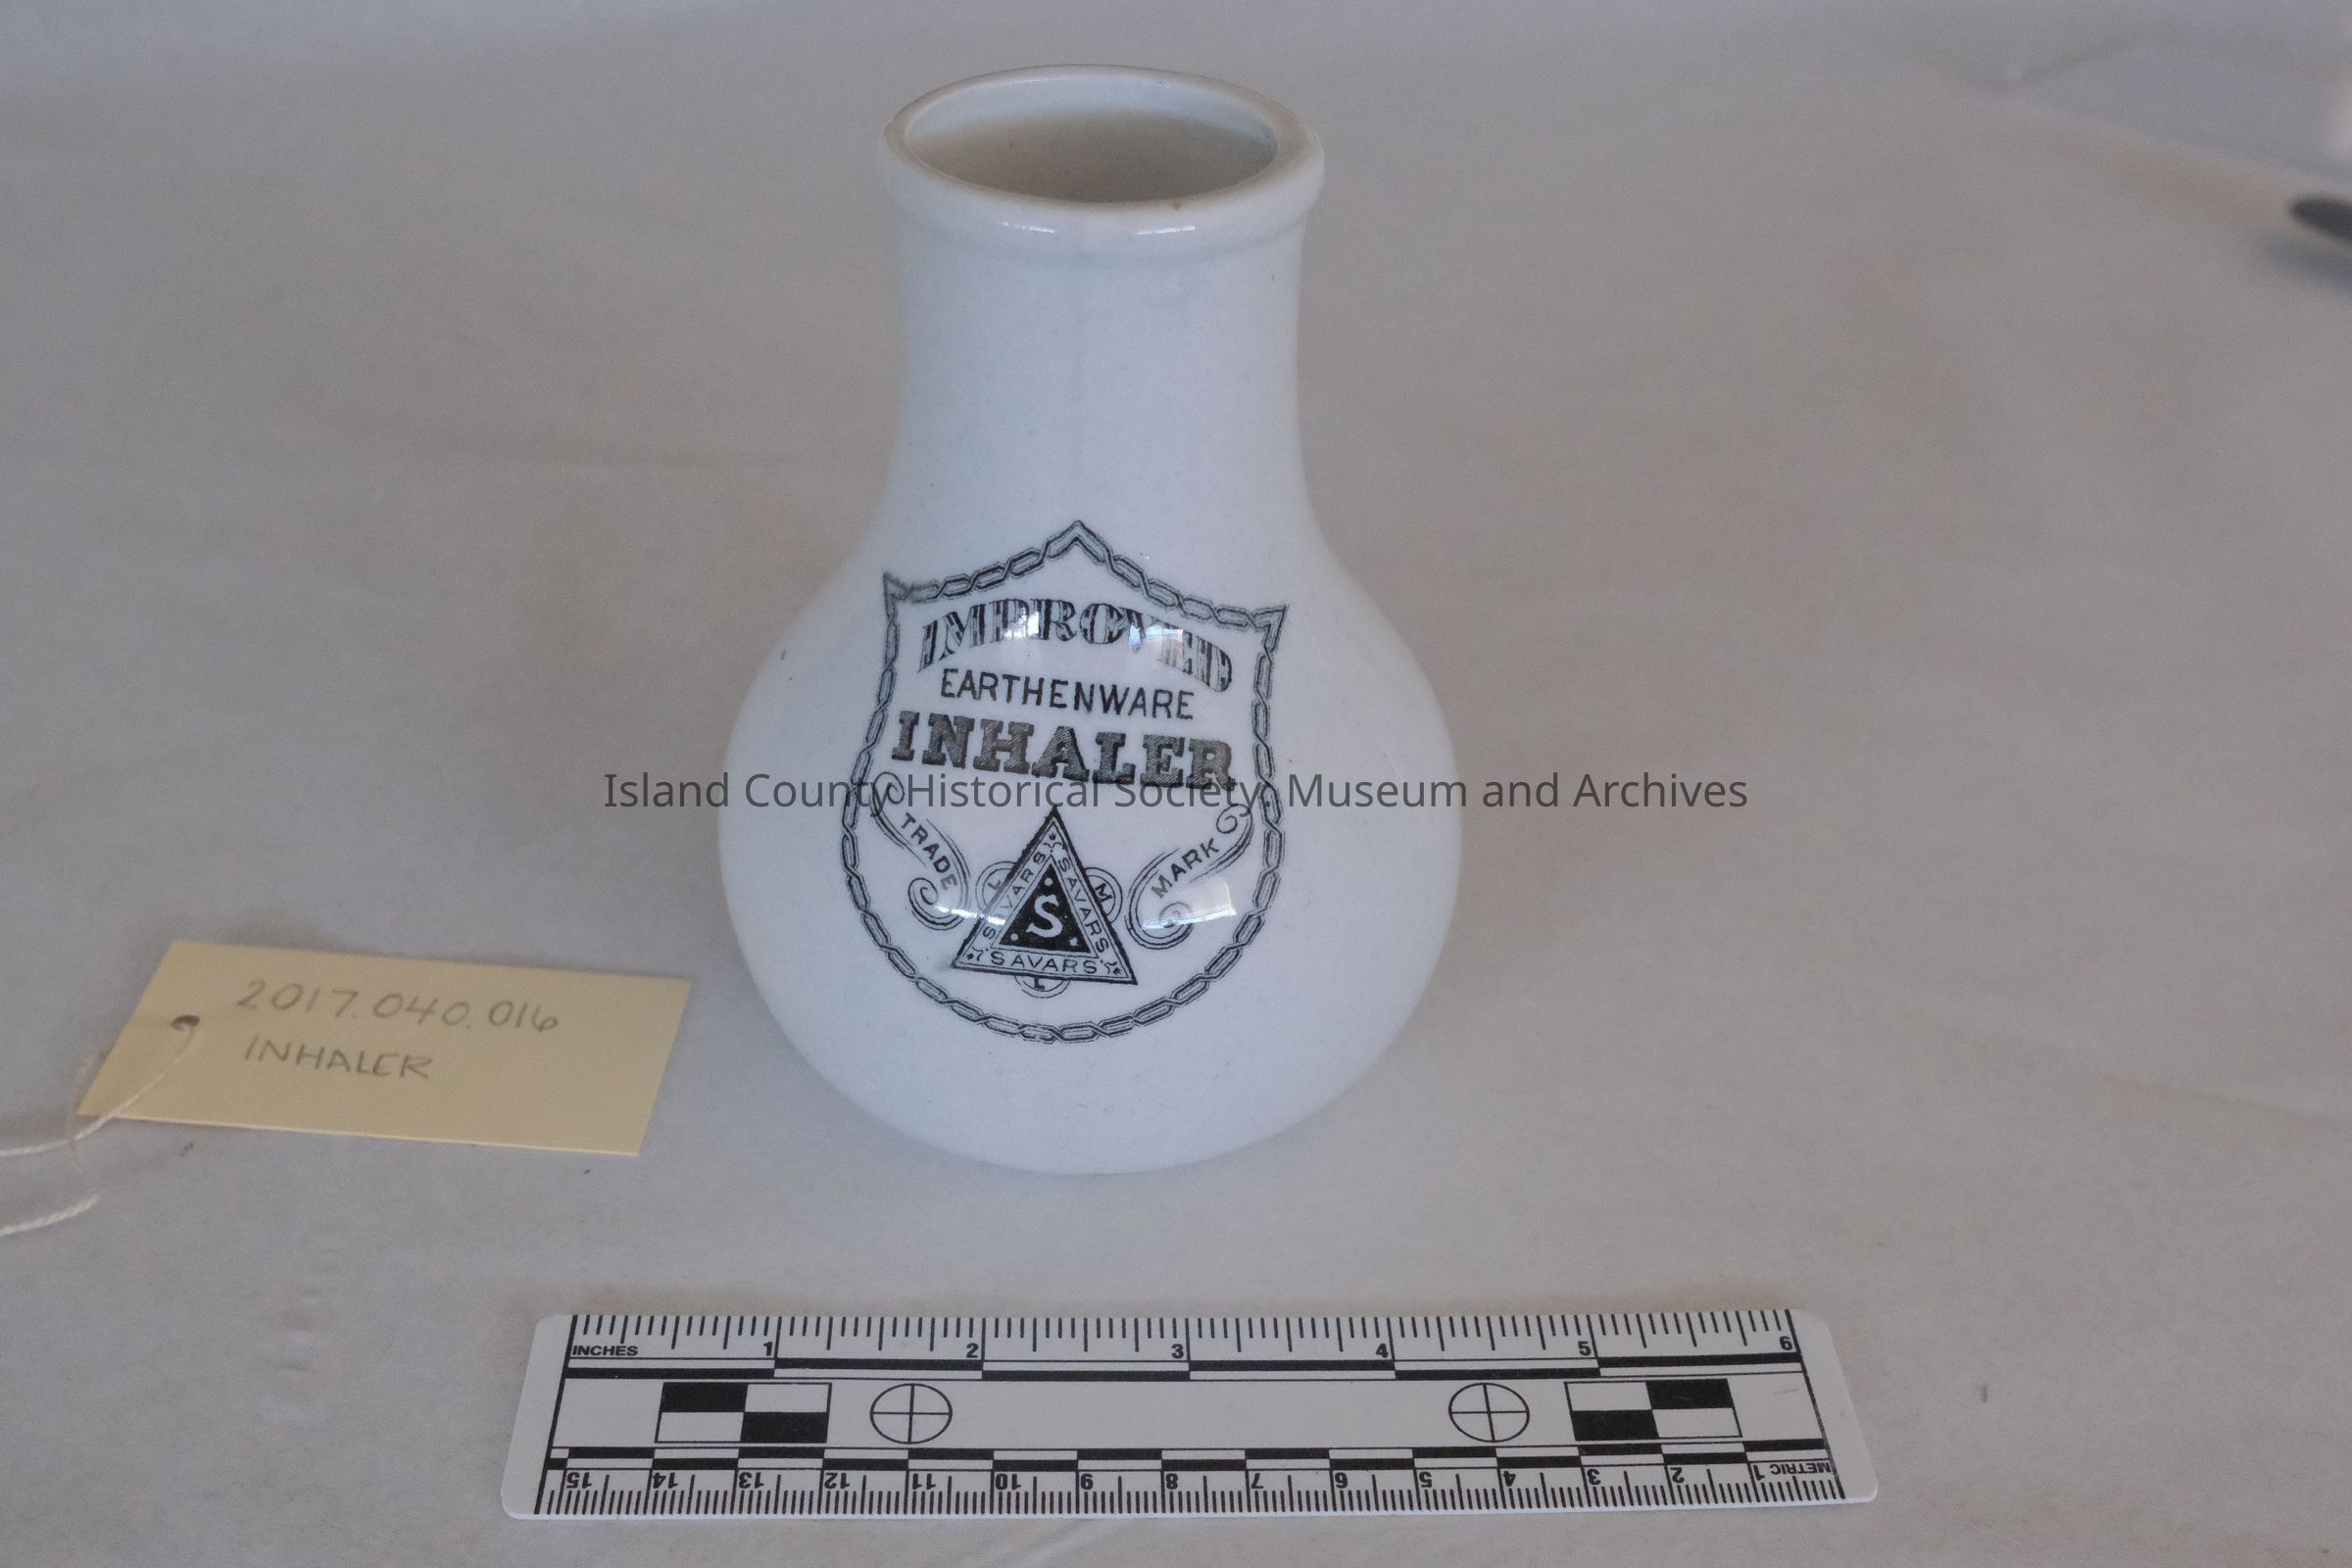 IMPROVED
EARTHENWARE
INHALER
Island County Historical Society, Museum and Archives
TRADE
MARK
L
M
SAVARS
SAVARS
S
SAVARS
L
2017.040.016
INHALER
INCHES 1 2 3 4 5 6
15 14 13 12 11 10 9 8 7 6 5 4 3 2 1 METRIC